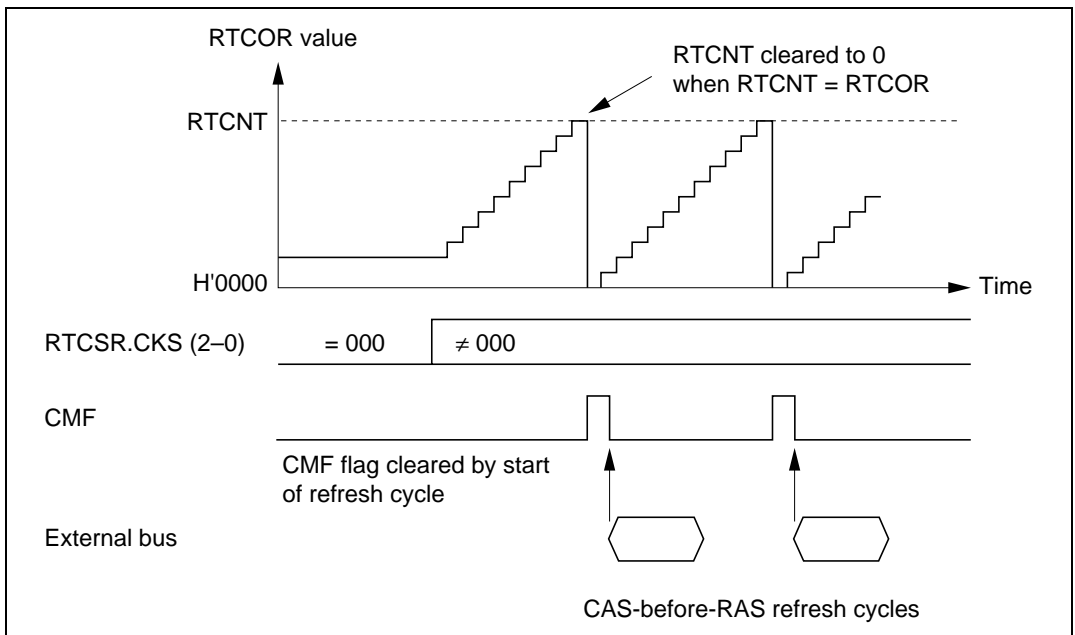 RTCOR value
RTCNT cleared to 0
when RTCNT = RTCOR
RTCNT
H'0000
Time
RTCSR.CKS (2–0)
= 000
≠ 000
CMF
CMF flag cleared by start
of refresh cycle
External bus
CAS-before-RAS refresh cycles